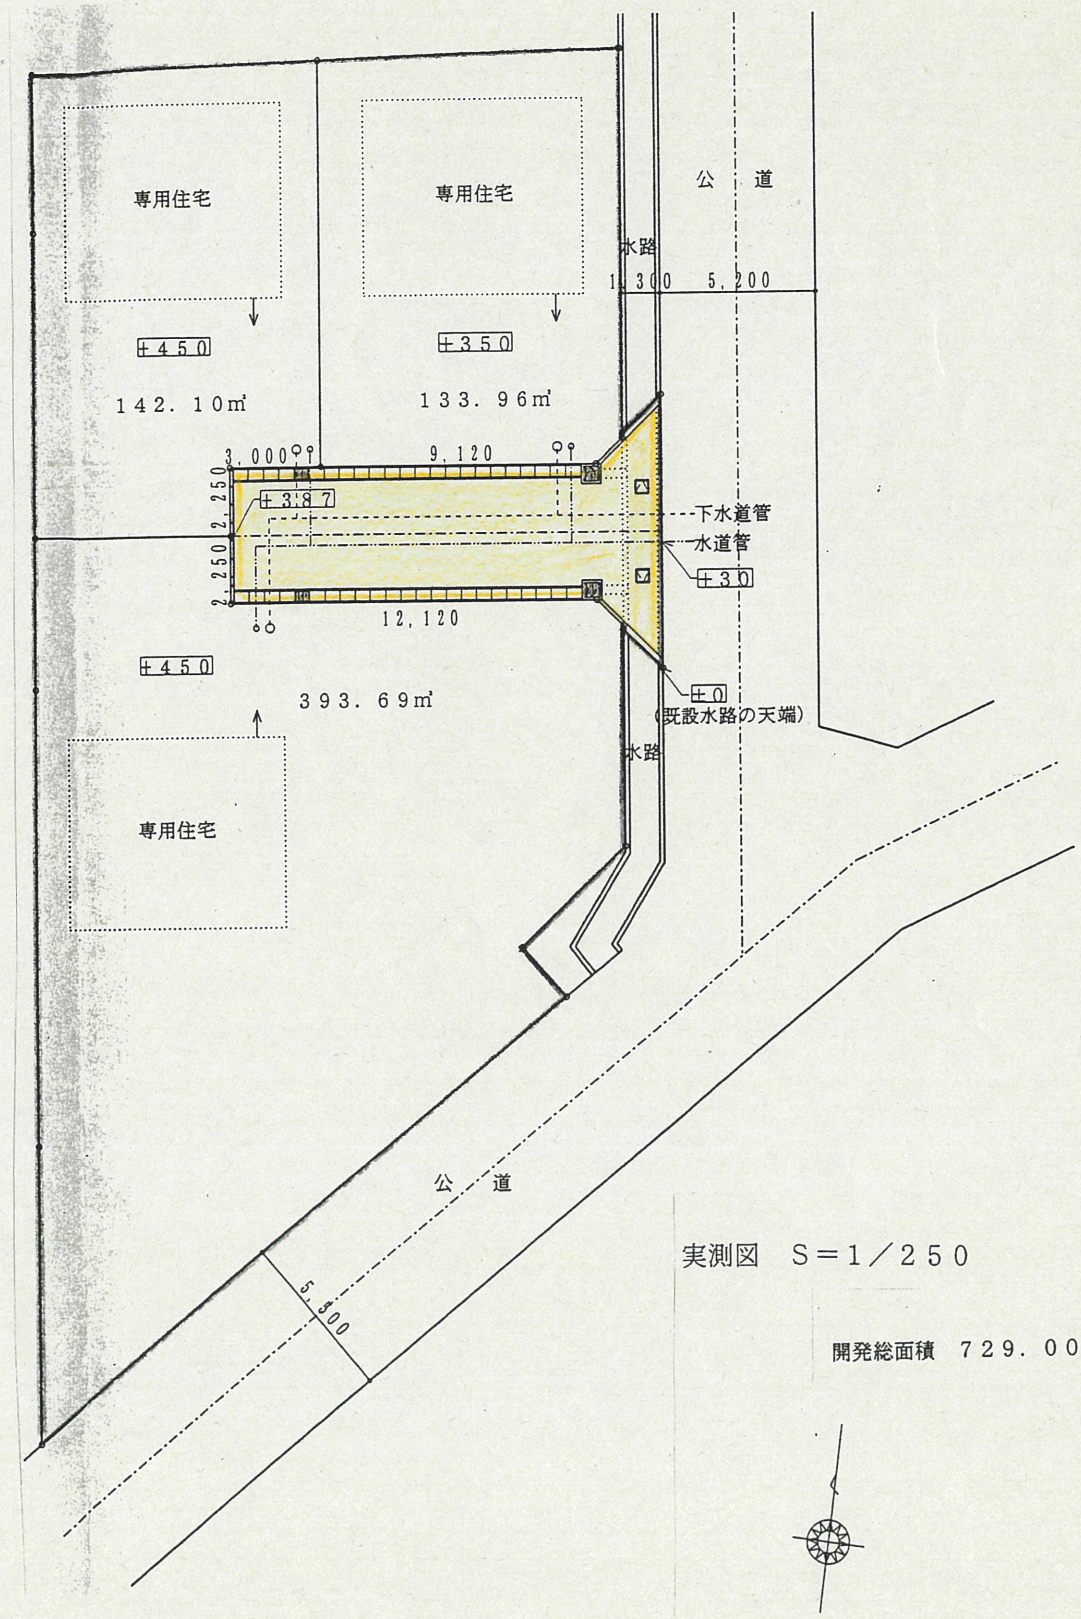 専用住宅
専用住宅
公 道
水路
1,300 5,200
+450
+350
142.10㎡
133.96㎡
3,000
9,120
2,250
+387
下水道管
水道管
2,250
+30
12,120
+450
393.69㎡
±0
(既設水路の天端)
水路
専用住宅
公 道
実測図 S=1/250
5,300
開発総面積 729.00